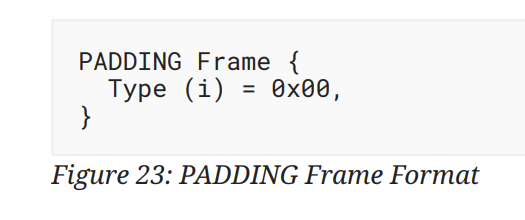 PADDING Frame {
  Type (i) = 0x00,
}
Figure 23: PADDING Frame Format